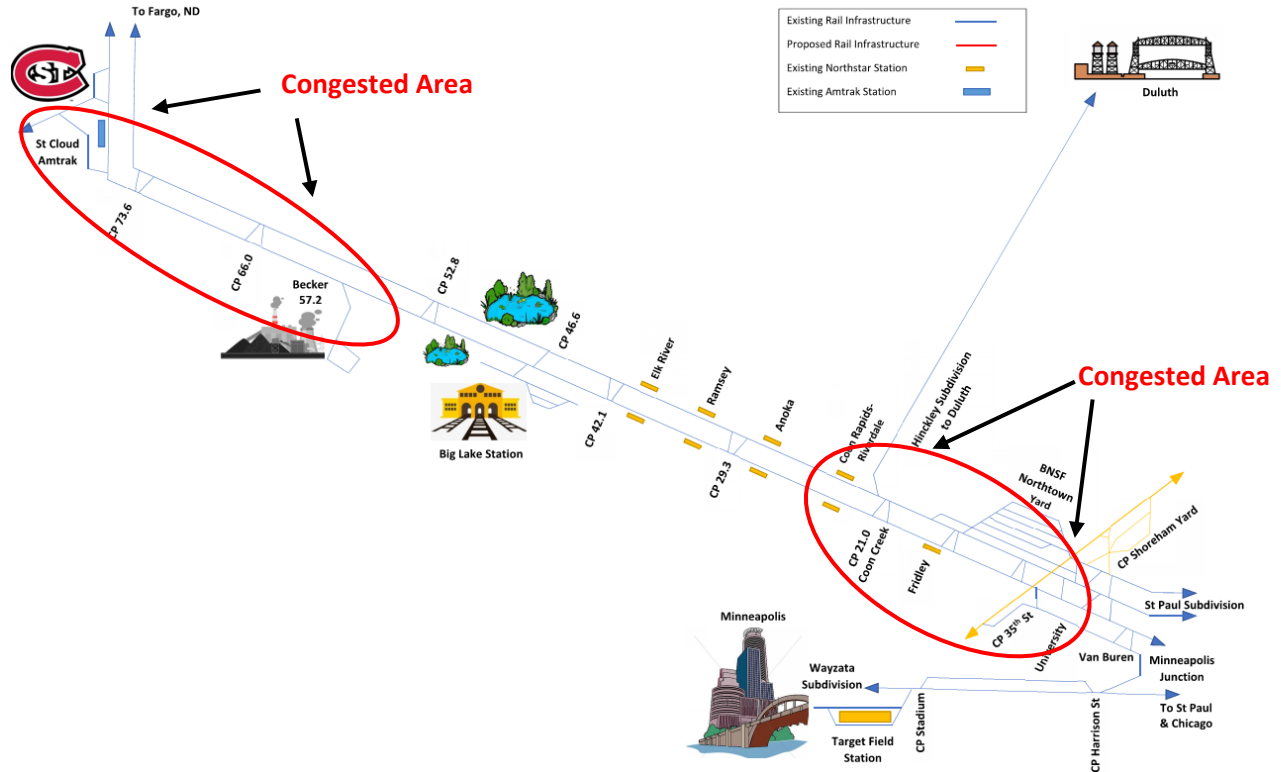 To Fargo, ND
STC
Congested Area
St Cloud
Amtrak
CP 73.6
CP 66.0
Becker
57.2
CP 52.8
CP 46.6
Big Lake Station
CP 42.1
Elk River
Ramsey
CP 29.3
Anoka
Existing Rail Infrastructure
Proposed Rail Infrastructure
Existing Northstar Station
Existing Amtrak Station
Duluth
Congested Area
Coon Rapids-
Riverdale
Hinckley Subdivision
to Duluth
CP 21.0
Coon Creek
Fridley
BNSF
Northtown
Yard
CP Shoreham Yard
St Paul Subdivision
CP 35th St
University
Van Buren
Minneapolis
Junction
Minneapolis
Wayzata
Subdivision
Target Field
Station
CP Stadium
CP Harrison St
To St Paul
& Chicago